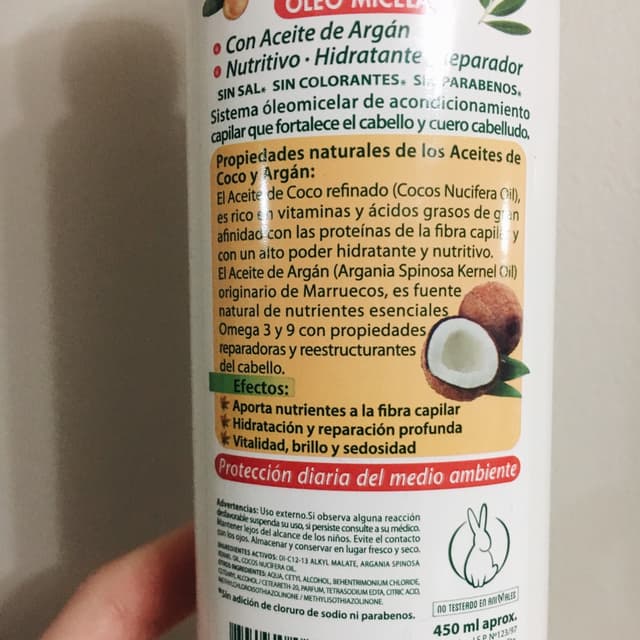 ÓLEO MICELAR
Con Aceite de Argán
Nutritivo · Hidratante
SIN SAL* SIN COLORANTES* SIN PARABENOS*
Sistema óleomicelar de acondicionamiento
capilar que fortalece el cabello y cuero cabelludo.
Propiedades naturales de los Aceites de
Coco y Argán:
El Aceite de Coco refinado (Cocos Nucifera Oil),
es rico en vitaminas y ácidos grasos de gran
afinidad con las proteínas de la fibra capilar y
con un alto poder hidratante y nutritivo.
El Aceite de Argán (Argania Spinosa Kernel Oil)
originario de Marruecos, es fuente
natural de nutrientes esenciales
Omega 3 y 9 con propiedades
reparadoras y reestructurantes
del cabello.
Efectos:
Aporta nutrientes a la fibra capilar
Hidratación y reparación profunda
Vitalidad, brillo y sedosidad
Protección diaria del medio ambiente
Advertencias: Uso externo.Si observa alguna reacción
desfavorable suspenda su uso, si persiste consulte a su médico.
Mantener lejos del alcance de los niños. Evite el contacto
con los ojos. Almacenar y conservar en lugar fresco y seco.
INGREDIENTES ACTIVOS: DI-C12-13 ALKYL MALATE, ARGANIA SPINOSA
KERNEL OIL, COCOS NUCIFERA OIL.
OTROS INGREDIENTES: AQUA, CETYL ALCOHOL, BEHENTRIMONIUM CHLORIDE,
CETEARYL ALCOHOL / CETEARETH-20, PARFUM, TETRASODIUM EDTA, CITRIC ACID,
METHYLCHLOROISOTHIAZOLINONE / METHYLISOTHIAZOLINONE.
*Sin adición de cloruro de sodio ni parabenos.
NO TESTEADO EN ANIMALES
450 ml aprox.